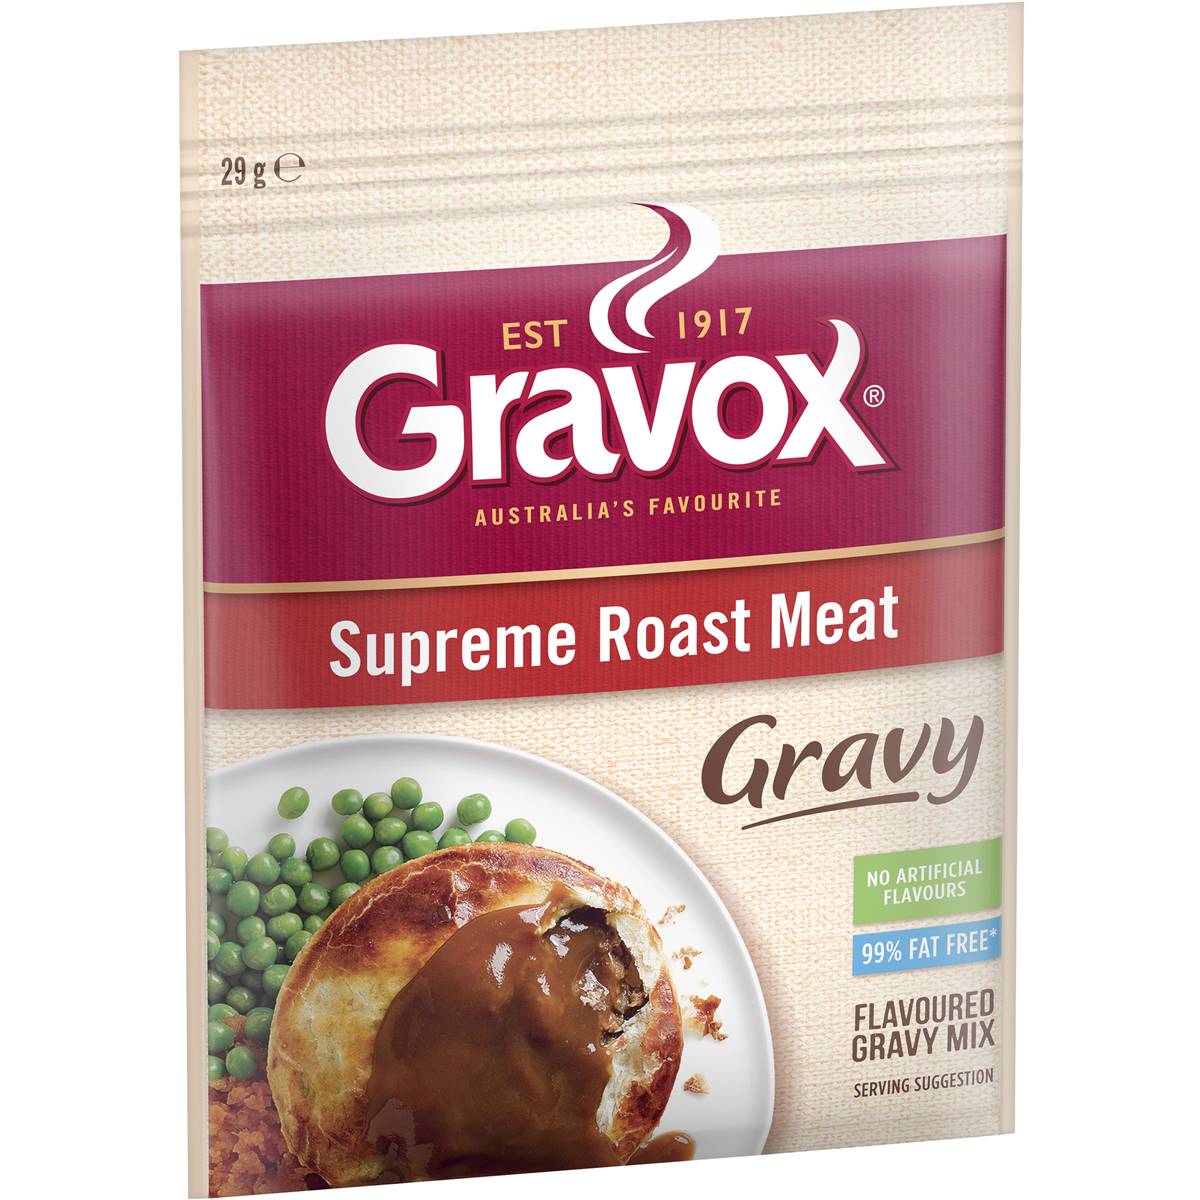 29 g ℮
EST 1917
Gravox®
AUSTRALIA'S FAVOURITE
Supreme Roast Meat
Gravy
NO ARTIFICIAL
FLAVOURS
99% FAT FREE*
FLAVOURED
GRAVY MIX
SERVING SUGGESTION